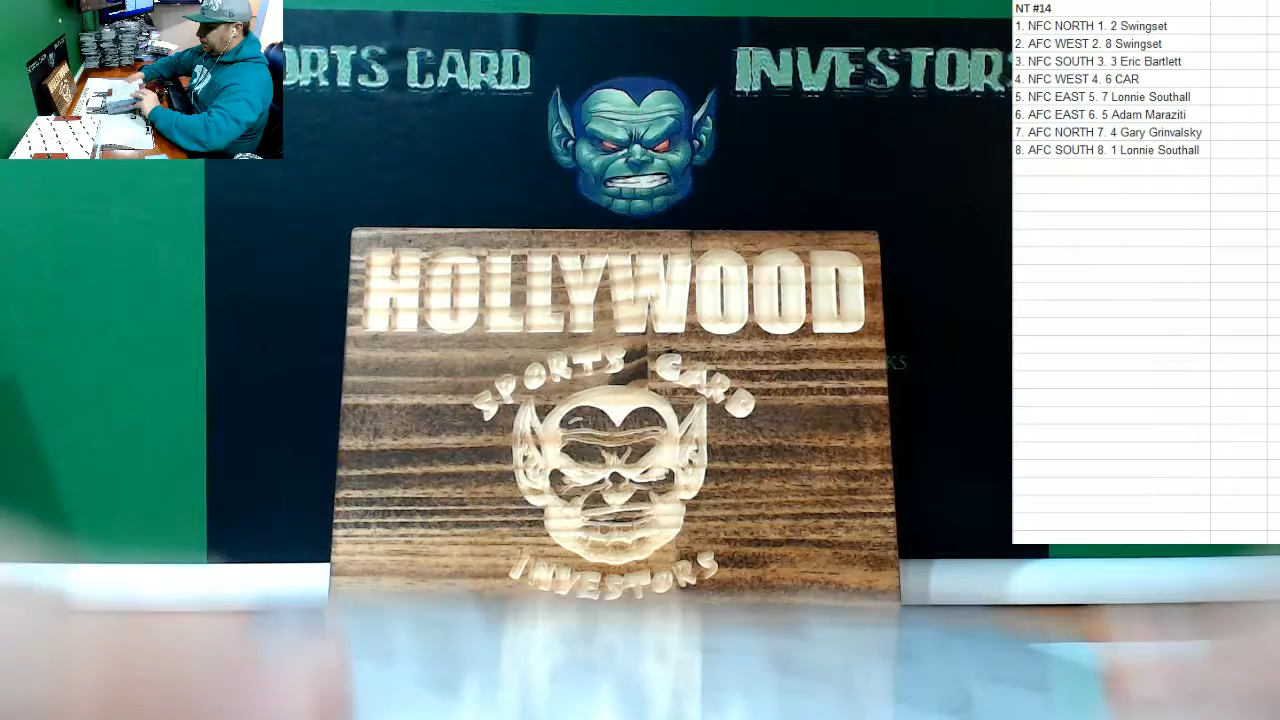 ORTS CARD INVESTORS
HOLLYWOOD
SPORTS CARD
INVESTORS
KS
NT #14
1. NFC NORTH 1. 2 Swingset
2. AFC WEST 2. 8 Swingset
3. NFC SOUTH 3. 3 Eric Bartlett
4. NFC WEST 4. 6 CAR
5. NFC EAST 5. 7 Lonnie Southall
6. AFC EAST 6. 5 Adam Maraziti
7. AFC NORTH 7. 4 Gary Grinvalsky
8. AFC SOUTH 8. 1 Lonnie Southall